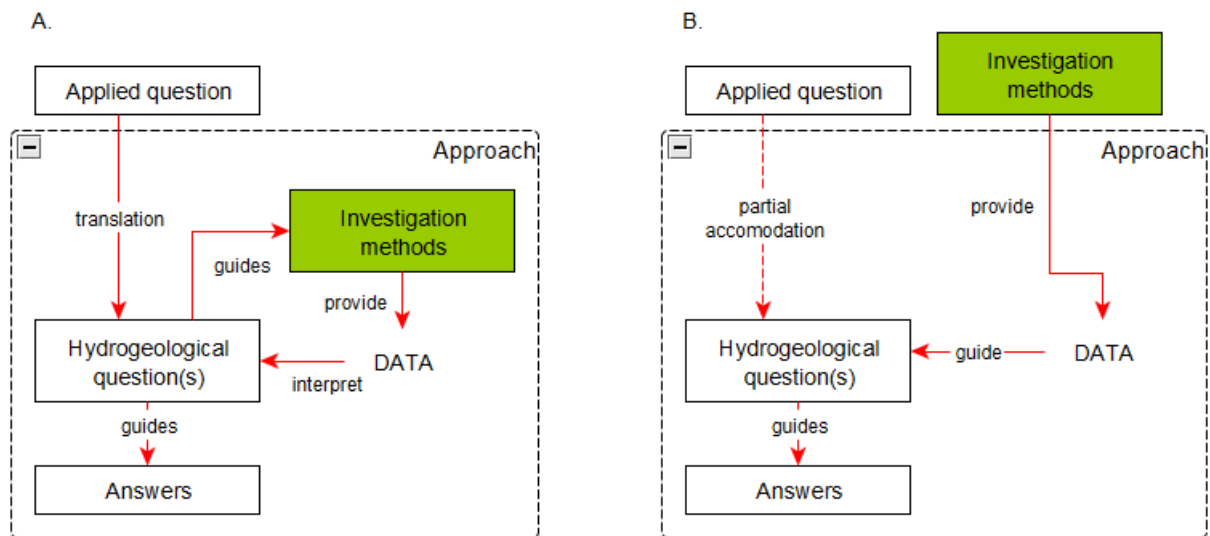 A.
Applied question
Approach
translation
Investigation
methods
guides
provide
Hydrogeological
question(s)
DATA
interpret
guides
Answers
B.
Investigation
methods
Applied question
Approach
partial
accomodation
provide
Hydrogeological
question(s)
guide
DATA
guides
Answers